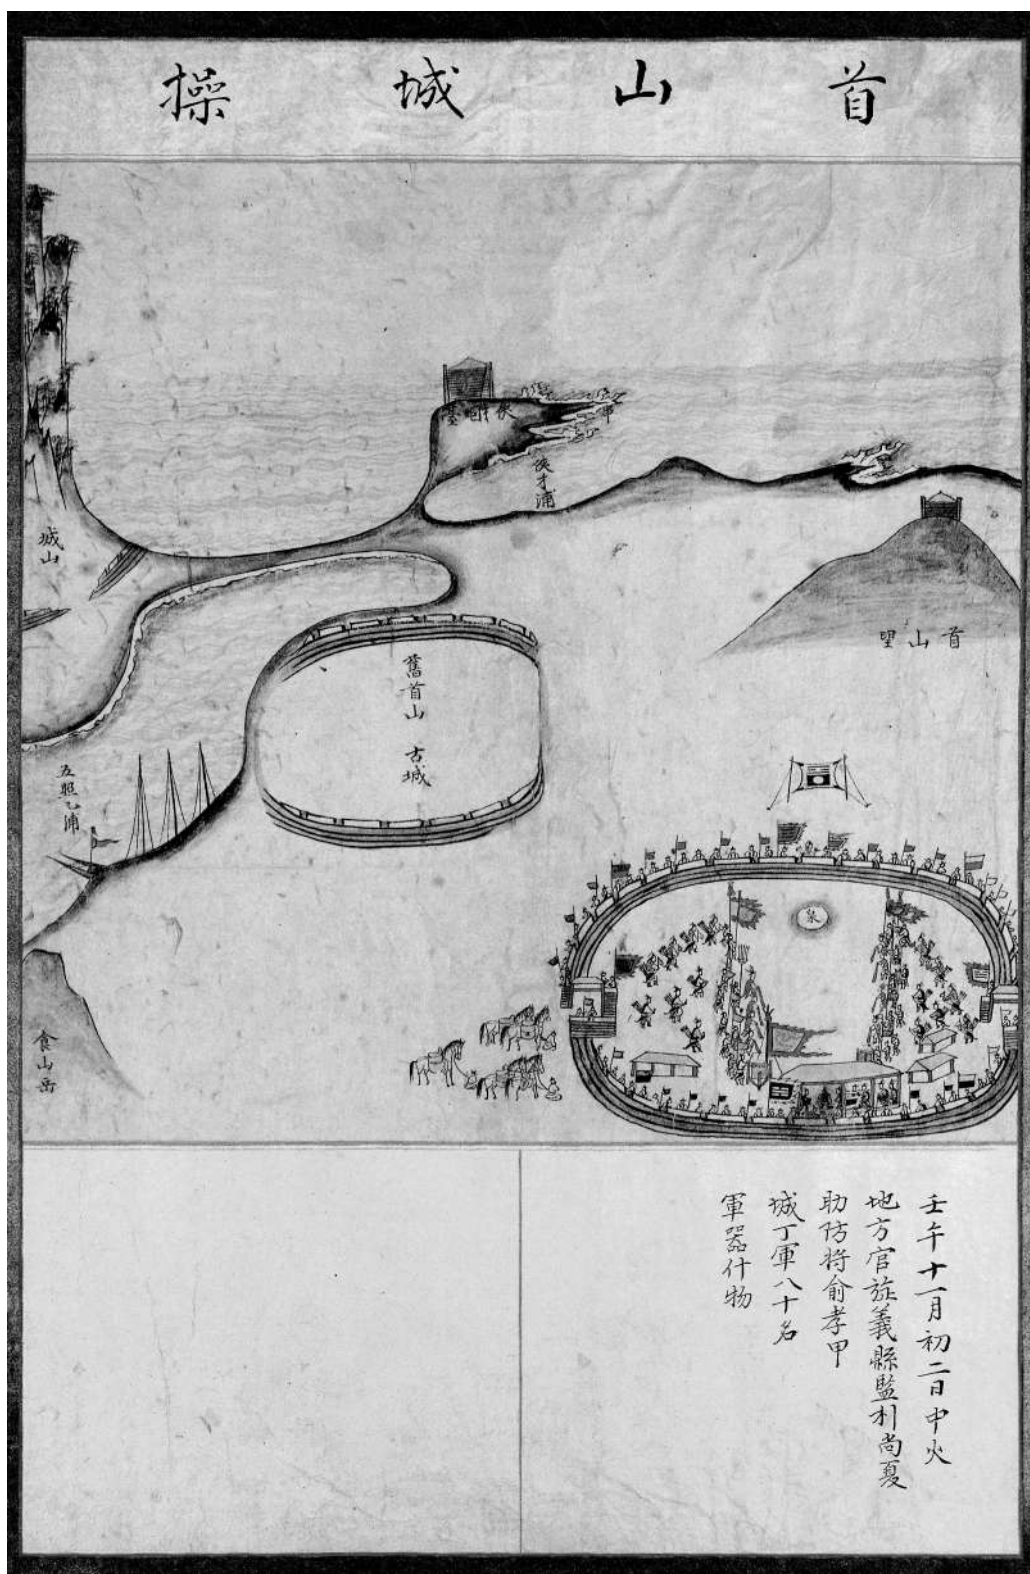 首山城操
城山
才浦
首山望
舊首山 古城
五照乙浦
食山岳
壬午十一月初二日中火
地方官旌義縣監朴尚夏
助防將俞孝甲
城丁軍八十名
軍器什物